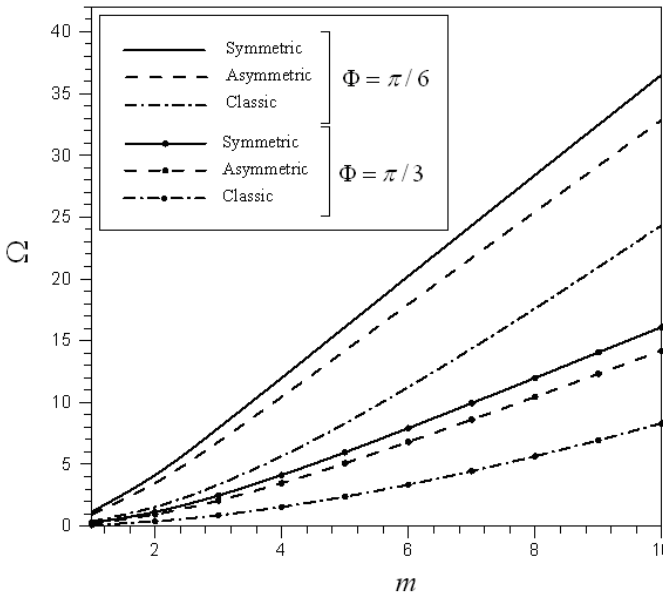 40
35
30
25
20
15
10
5
0
Ω
Symmetric
Asymmetric
Classic
Φ = π / 6
Symmetric
Asymmetric
Classic
Φ = π / 3
2
4
6
8
10
m